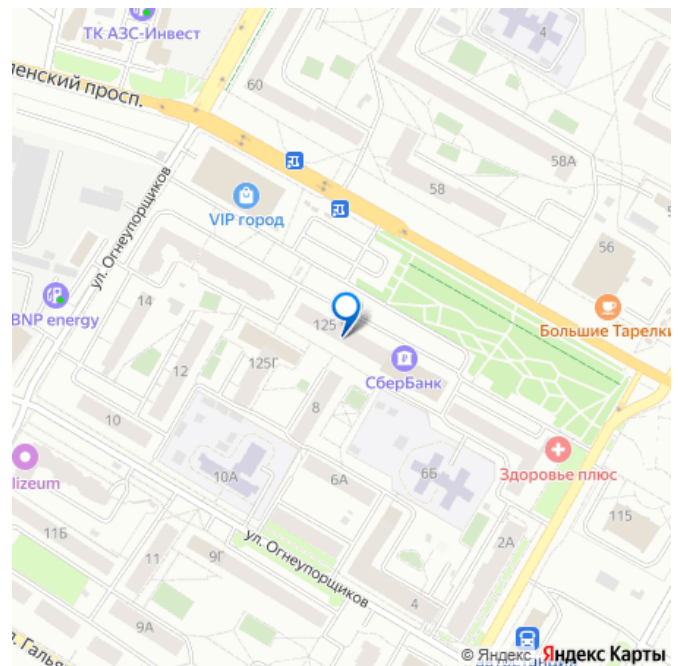 ТК АЗС-Инвест
4
ленский просп.
60
58А
58
VIP город
56
ул. Огнеупорщиков
14
BNP energy
125
Большие Тарелки
125Г
12
СберБанк
8
10
Здоровье плюс
lizeum
10А
6А
6Б
115
11Б
ул. Огнеупорщиков
2А
11
9Г
4
9А
л. Галья
© Яндекс Яндекс Карты